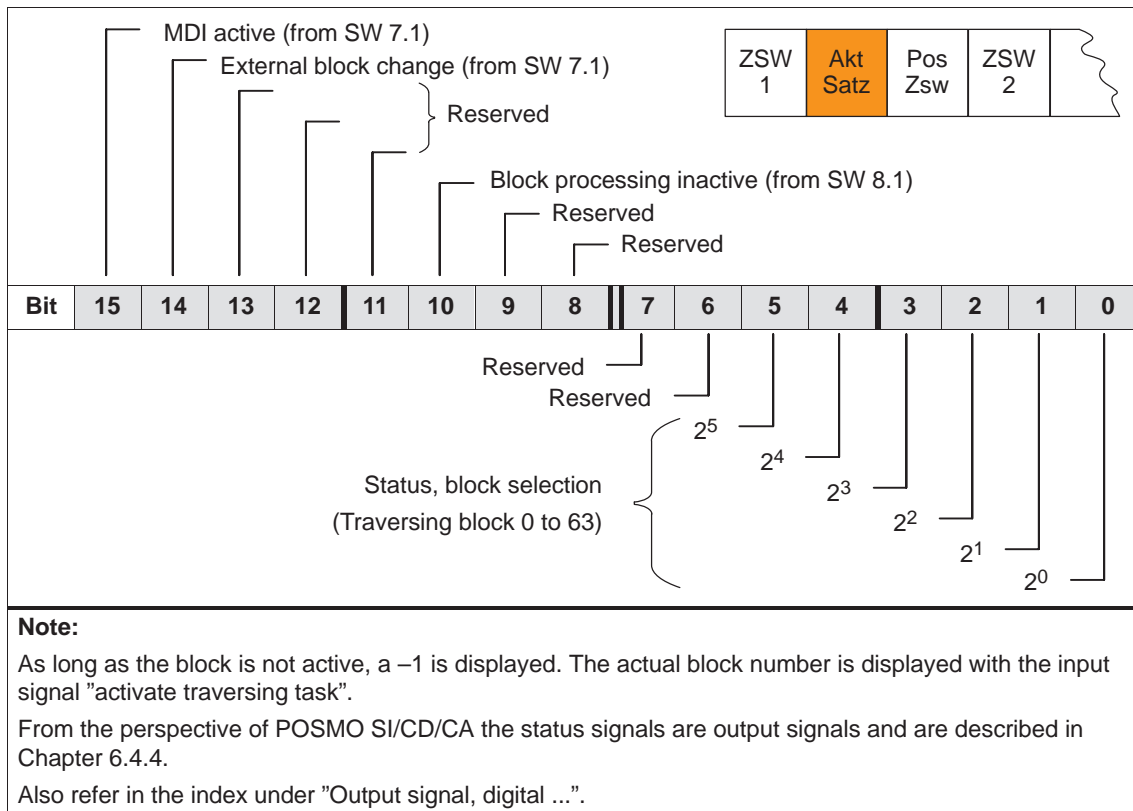 MDI active (from SW 7.1)
External block change (from SW 7.1)
Reserved
Block processing inactive (from SW 8.1)
Reserved
Reserved
ZSW 1
Akt Satz
Pos Zsw
ZSW 2
Bit 15 14 13 12 11 10 9 8 7 6 5 4 3 2 1 0
Reserved
Reserved
2⁵
2⁴
Status, block selection
(Traversing block 0 to 63)
2³
2²
2¹
2⁰
Note:
As long as the block is not active, a –1 is displayed. The actual block number is displayed with the input
signal ”activate traversing task”.
From the perspective of POSMO SI/CD/CA the status signals are output signals and are described in
Chapter 6.4.4.
Also refer in the index under ”Output signal, digital ...”.